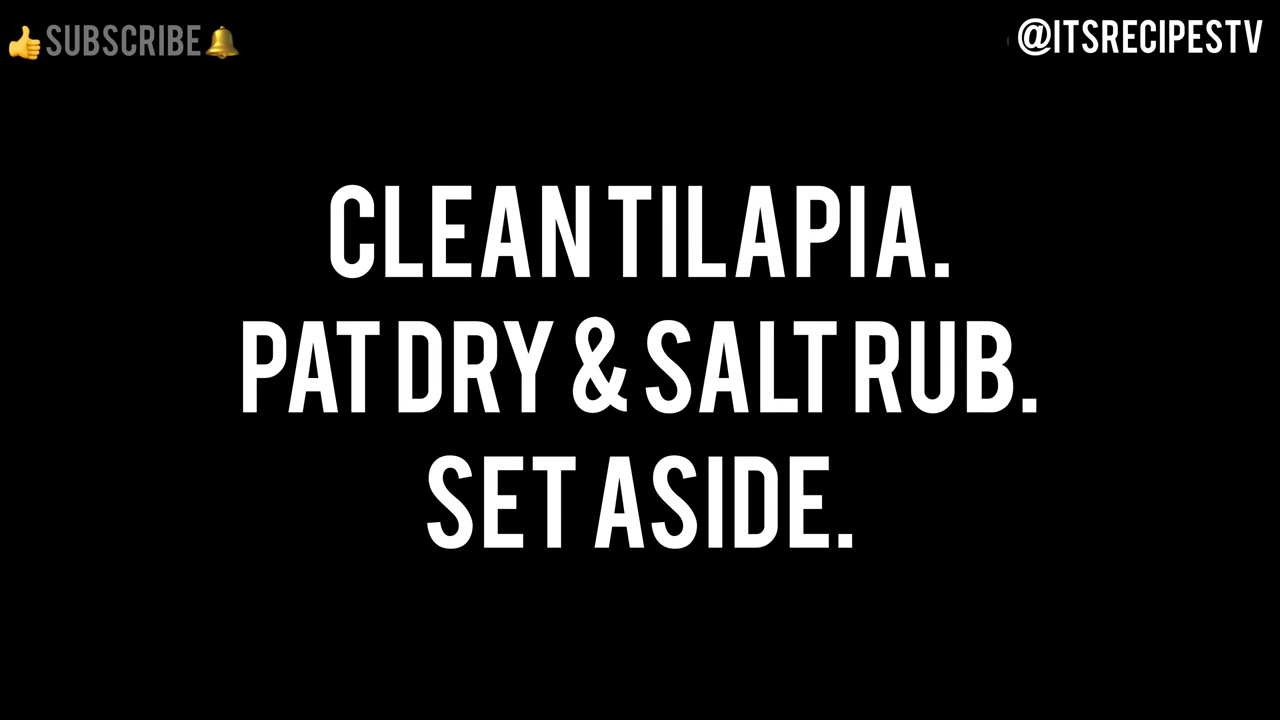 👍SUBSCRIBE🔔
@ITSRECIPESTV
CLEAN TILAPIA.
PAT DRY & SALT RUB.
SET ASIDE.